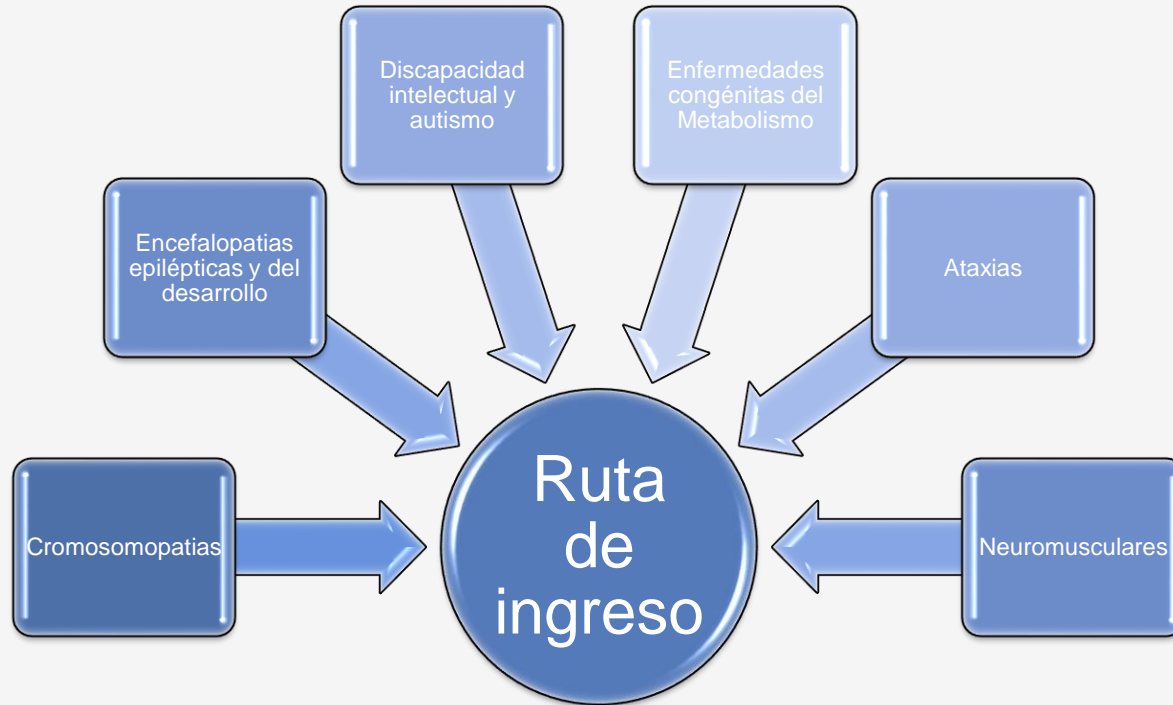 Discapacidad
intelectual y
autismo
Enfermedades
congénitas del
Metabolismo
Encefalopatias
epilépticas y del
desarrollo
Ataxias
Cromosomopatias
Ruta
de
ingreso
Neuromusculares